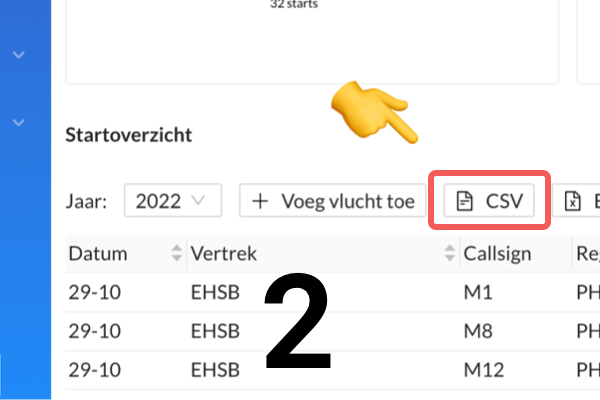 32 starts
Startoverzicht
Jaar: 2022 + Voeg vlucht toe CSV
Datum Vertrek Callsign
29-10 EHSB M1 PH
29-10 EHSB M8 PH
29-10 EHSB M12 PH
2